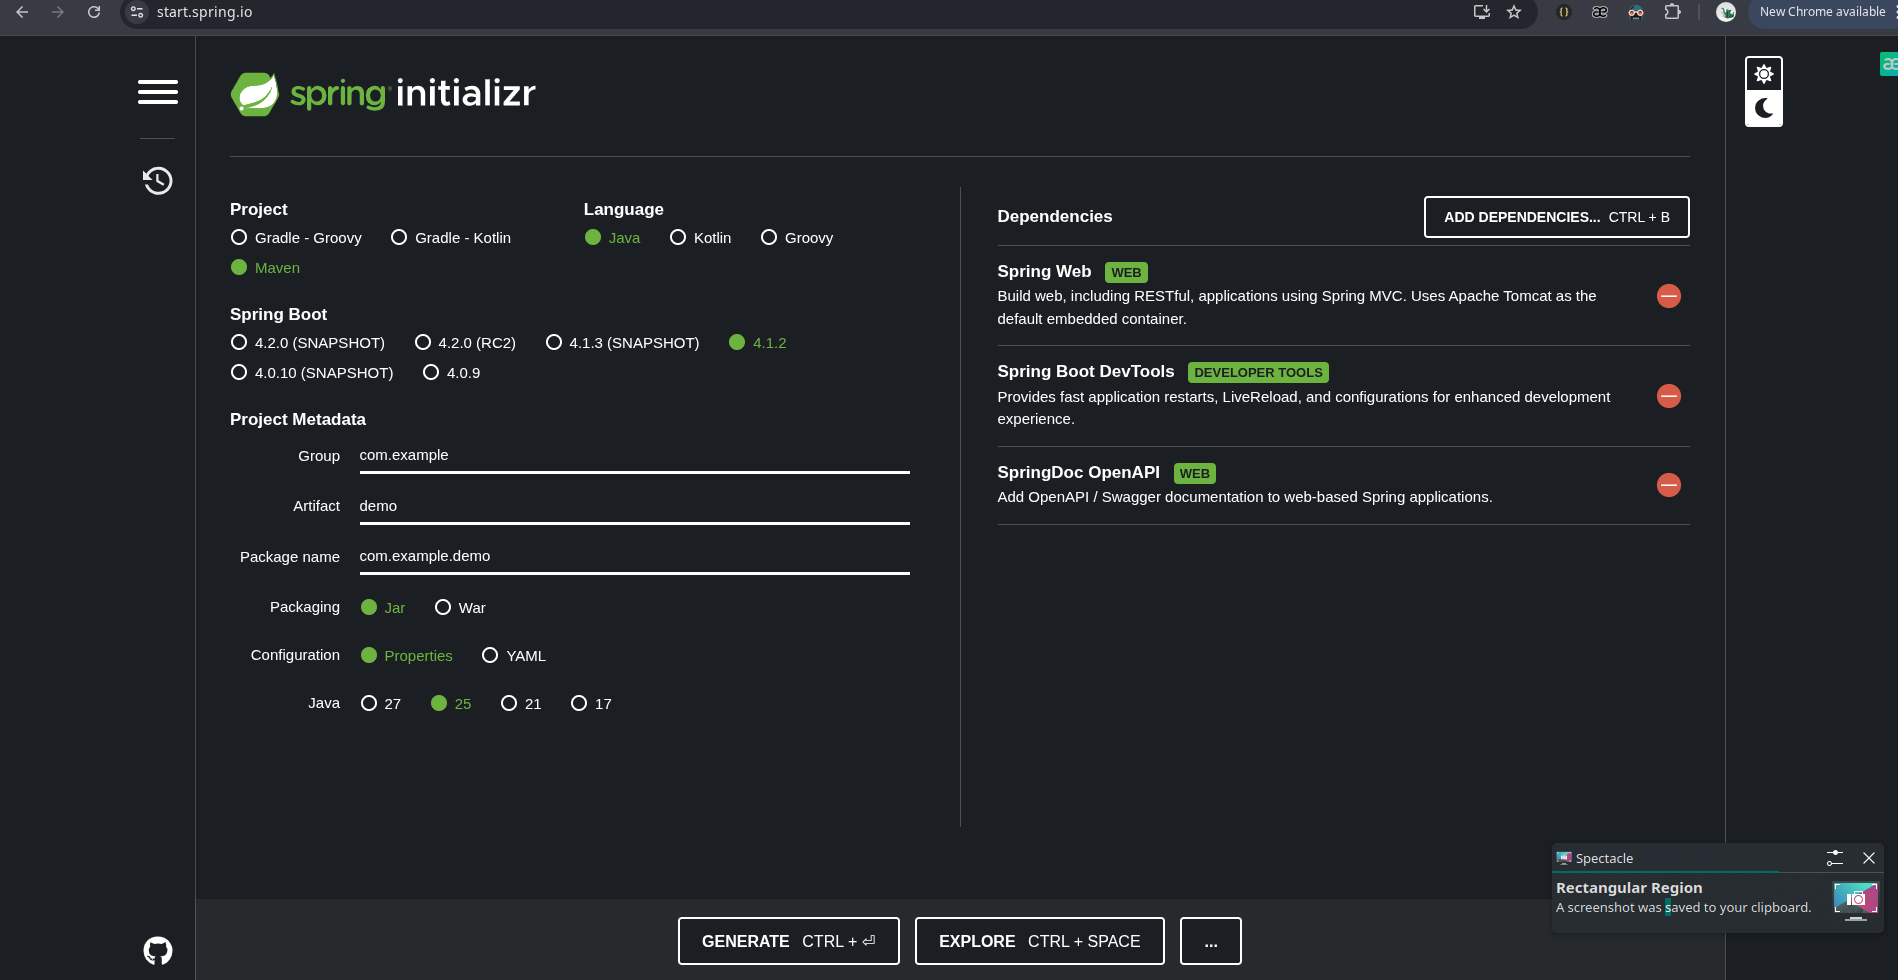 start.spring.io
New Chrome available
spring initializr
Project
Gradle - Groovy
Gradle - Kotlin
Maven
Language
Java
Kotlin
Groovy
Spring Boot
4.2.0 (SNAPSHOT)
4.2.0 (RC2)
4.1.3 (SNAPSHOT)
4.1.2
4.0.10 (SNAPSHOT)
4.0.9
Project Metadata
Group
com.example
Artifact
demo
Package name
com.example.demo
Packaging
Jar
War
Configuration
Properties
YAML
Java
27
25
21
17
Dependencies
ADD DEPENDENCIES... CTRL + B
Spring Web WEB
Build web, including RESTful, applications using Spring MVC. Uses Apache Tomcat as the
default embedded container.
Spring Boot DevTools DEVELOPER TOOLS
Provides fast application restarts, LiveReload, and configurations for enhanced development
experience.
SpringDoc OpenAPI WEB
Add OpenAPI / Swagger documentation to web-based Spring applications.
GENERATE CTRL + ⏎
EXPLORE CTRL + SPACE
...
Spectacle
Rectangular Region
A screenshot was saved to your clipboard.